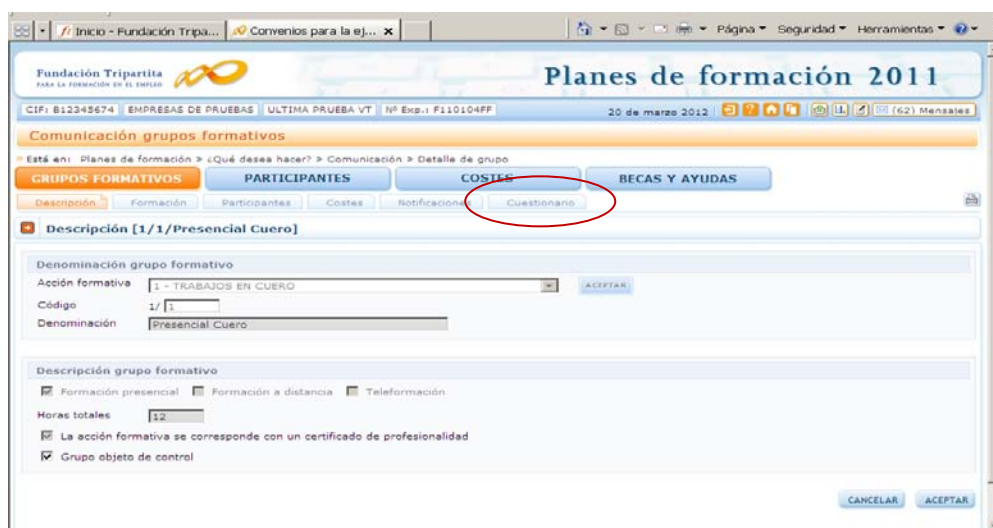 Inicio - Fundación Tripa... Convenios para la ej... x Página Seguridad Herramientas
Fundación Tripartita
PARA LA FORMACIÓN EN EL EMPLEO
Planes de formación 2011
CIF: B12345674 EMPRESAS DE PRUEBAS ULTIMA PRUEBA VT Nº Exp.: F110104FF 20 de marzo 2012 (62) Mensajes
Comunicación grupos formativos
Está en: Planes de formación > ¿Qué desea hacer? > Comunicación > Detalle de grupo
GRUPOS FORMATIVOS PARTICIPANTES COSTES BECAS Y AYUDAS
Descripción Formación Participantes Costes Notificaciones Cuestionario
Descripción [1/1/Presencial Cuero]
Denominación grupo formativo
Acción formativa 1 - TRABAJOS EN CUERO ACEPTAR
Código 1/ 1
Denominación Presencial Cuero
Descripción grupo formativo
Formación presencial Formación a distancia Teleformación
Horas totales 12
La acción formativa se corresponde con un certificado de profesionalidad
Grupo objeto de control
CANCELAR ACEPTAR